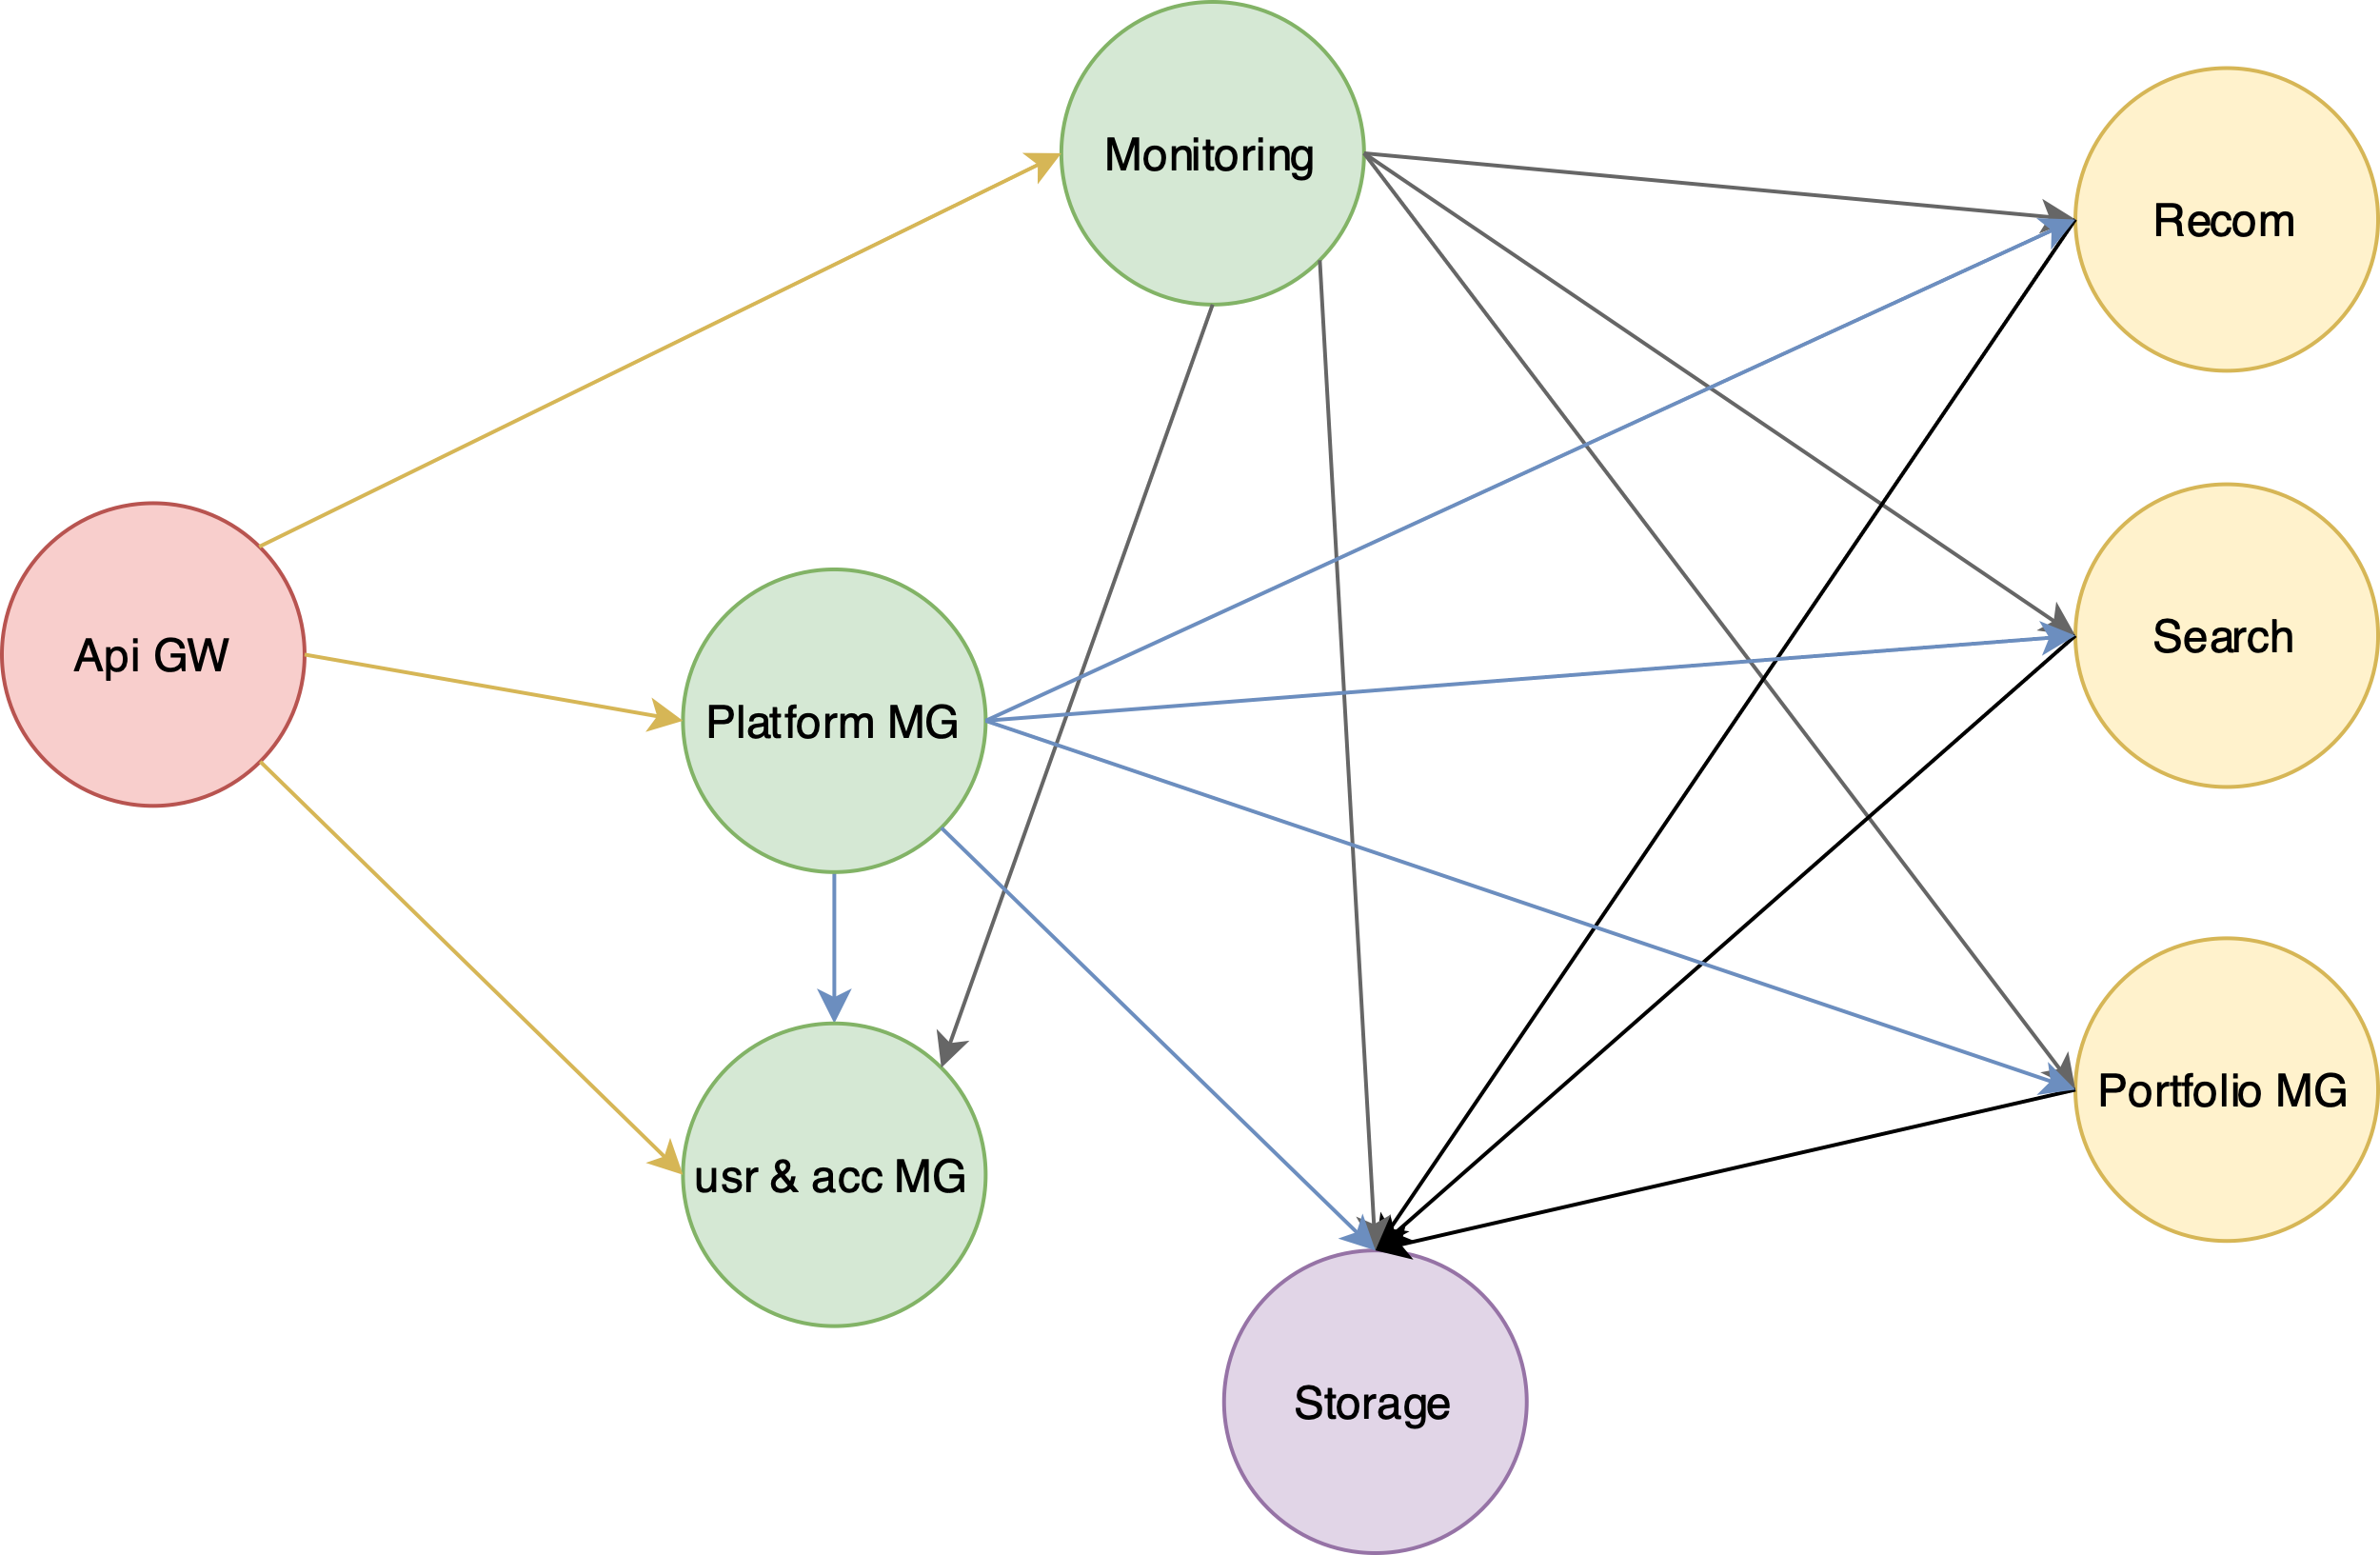 Monitoring
Recom
Api GW
Search
Platform MG
Portfolio MG
usr & acc MG
Storage